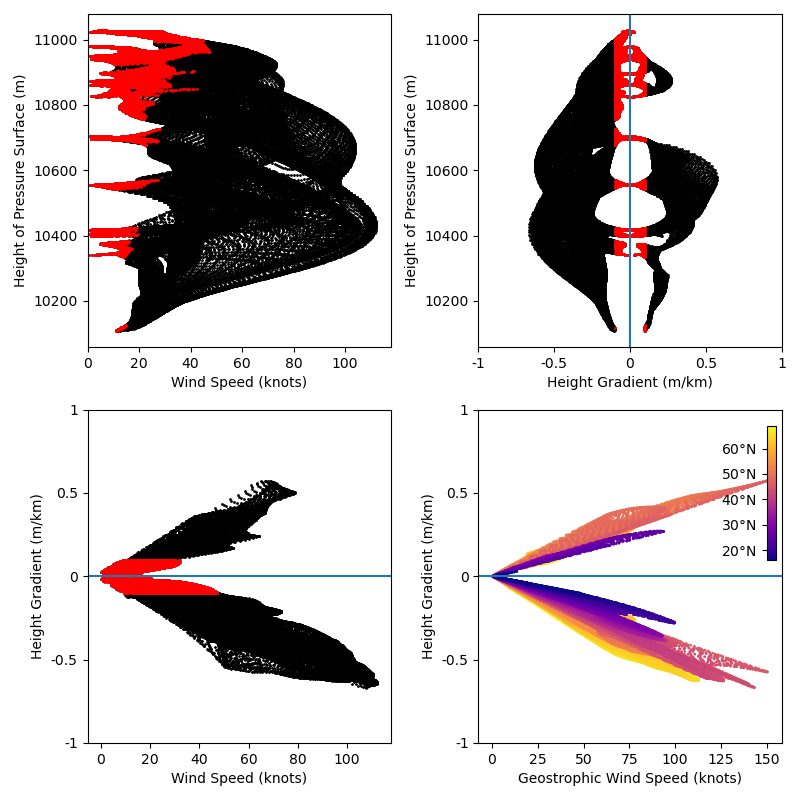 11000
10800
10600
10400
10200
Height of Pressure Surface (m)
0 20 40 60 80 100
Wind Speed (knots)
11000
10800
10600
10400
10200
Height of Pressure Surface (m)
-1 -0.5 0 0.5 1
Height Gradient (m/km)
1
0.5
0
-0.5
-1
Height Gradient (m/km)
0 20 40 60 80 100
Wind Speed (knots)
1
0.5
0
-0.5
-1
Height Gradient (m/km)
60°N
50°N
40°N
30°N
20°N
0 25 50 75 100 125 150
Geostrophic Wind Speed (knots)